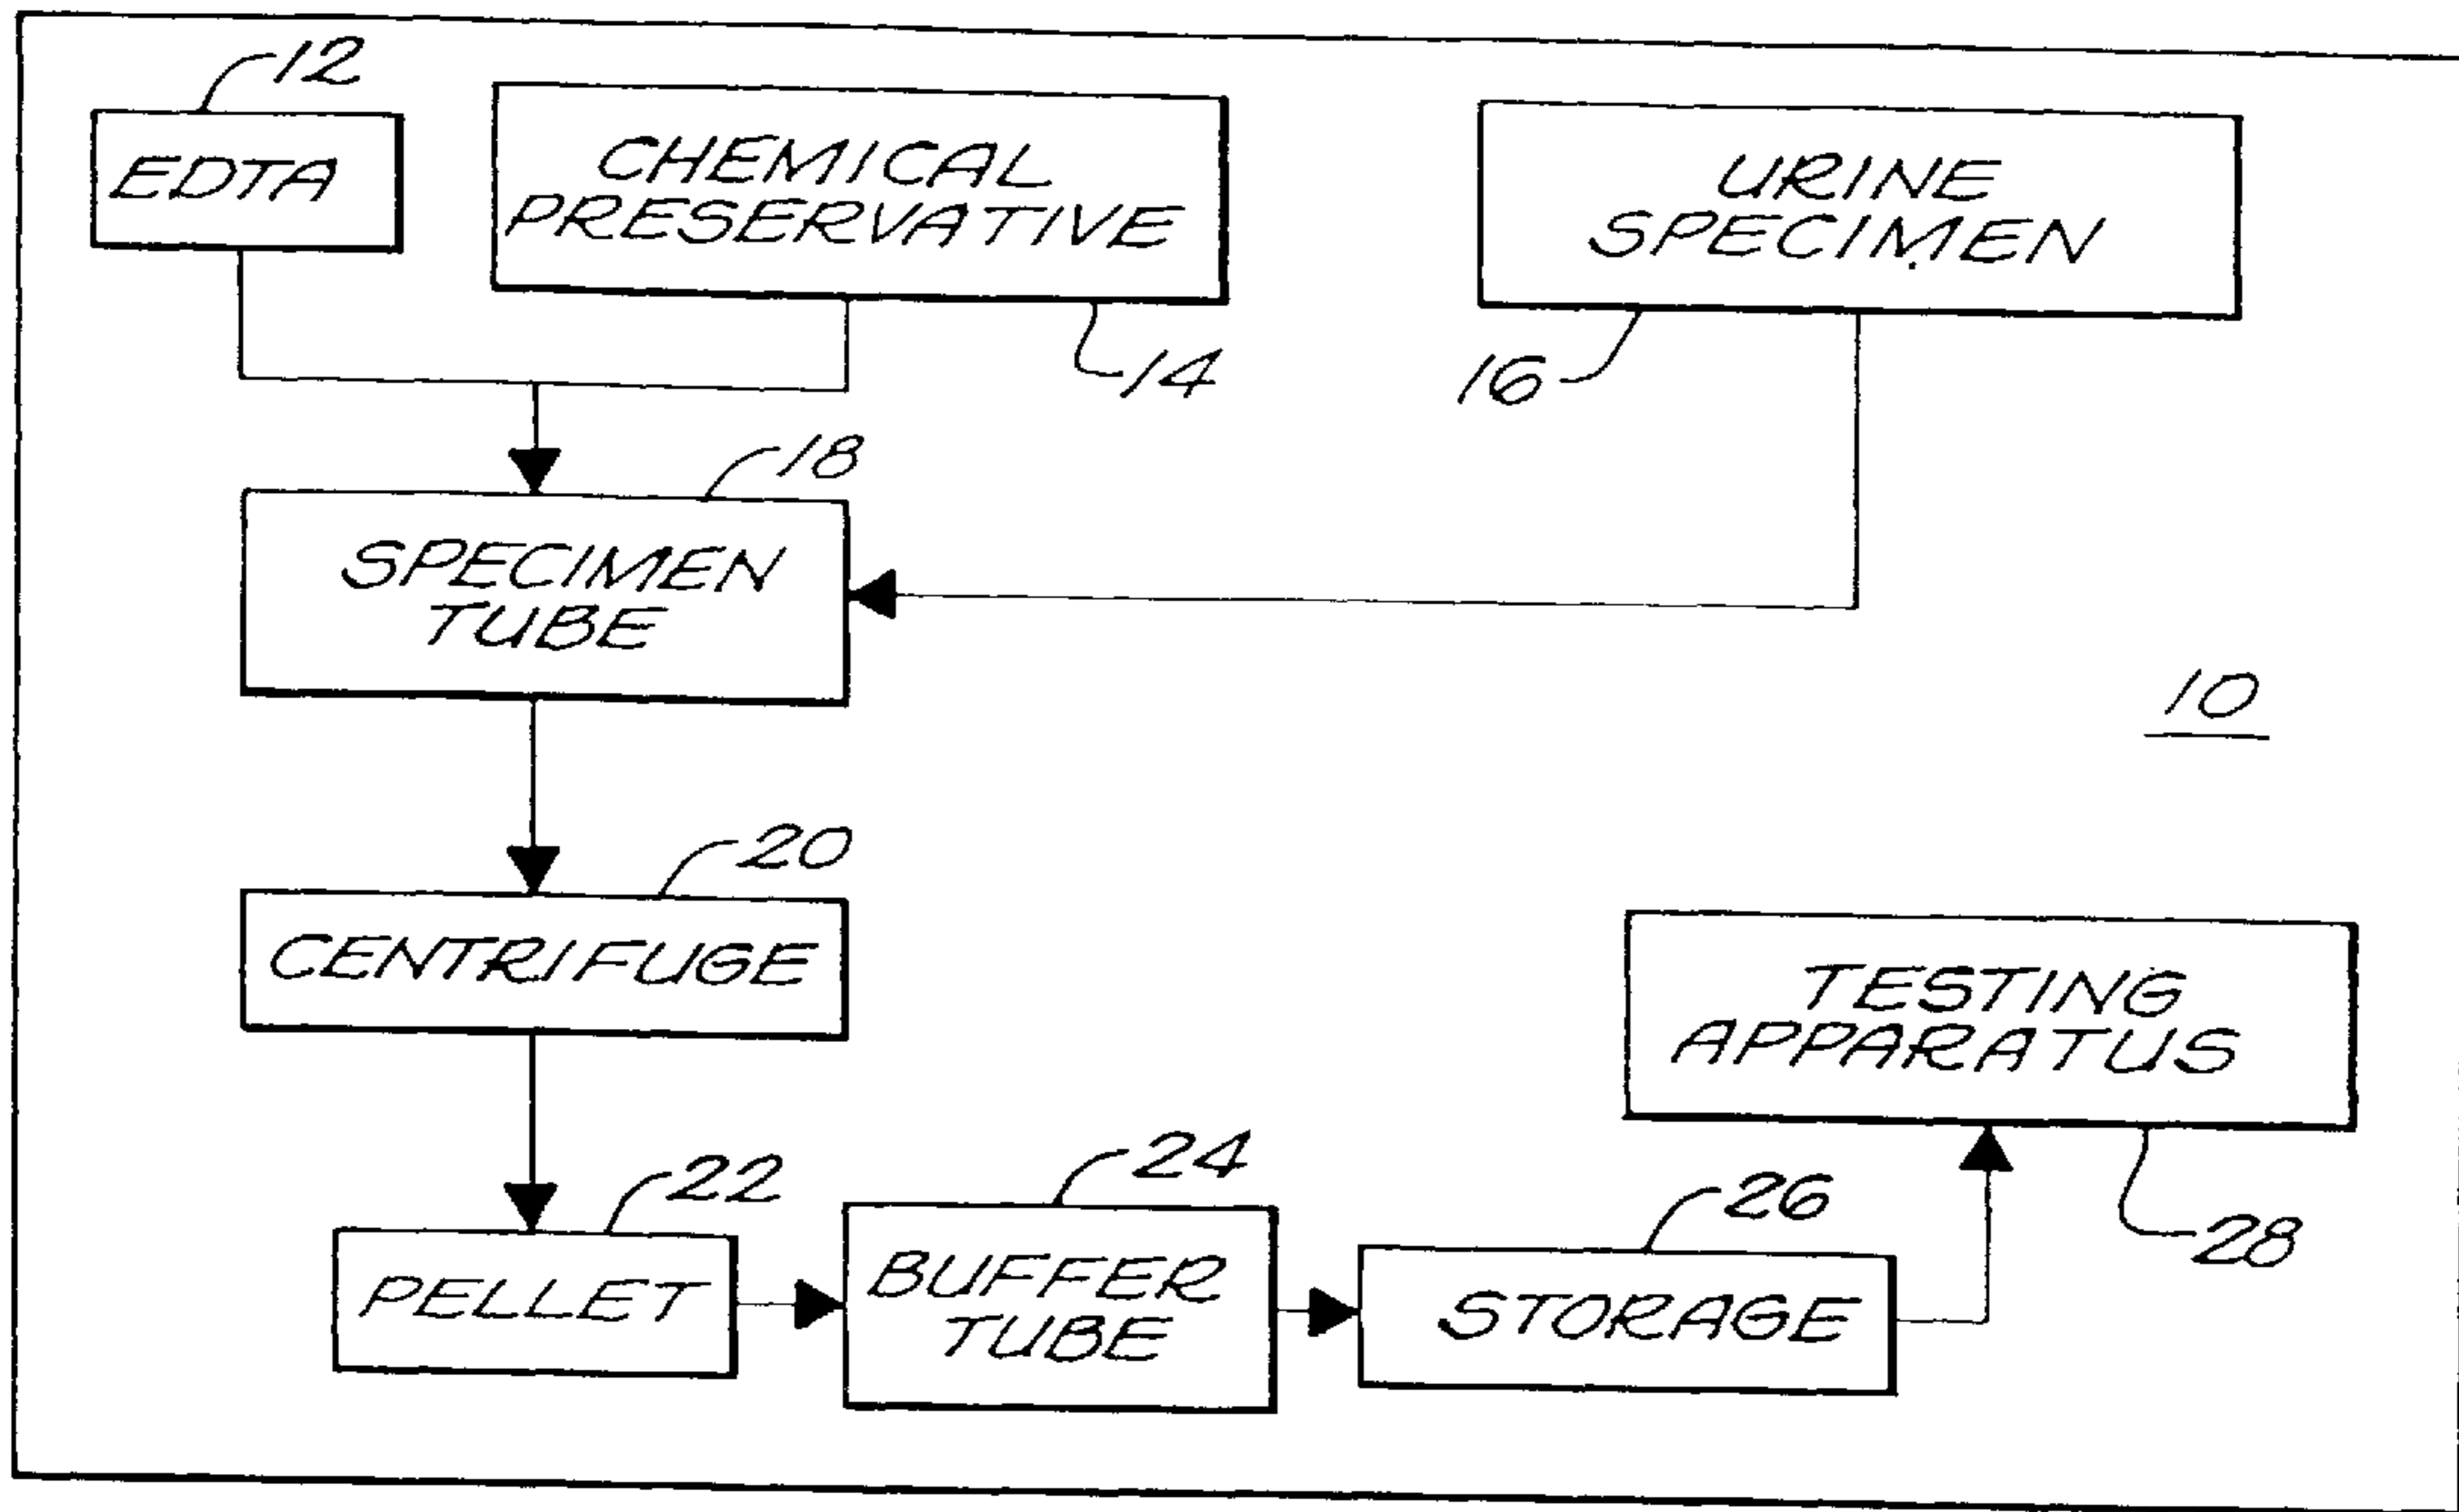 12
EDTA
CHEMICAL
PRESERVATIVE
14
URINE
SPECIMEN
16
18
SPECIMEN
TUBE
10
20
CENTRIFUGE
TESTING
APPARATUS
28
22
PELLET
24
BUFFER
TUBE
26
STORAGE